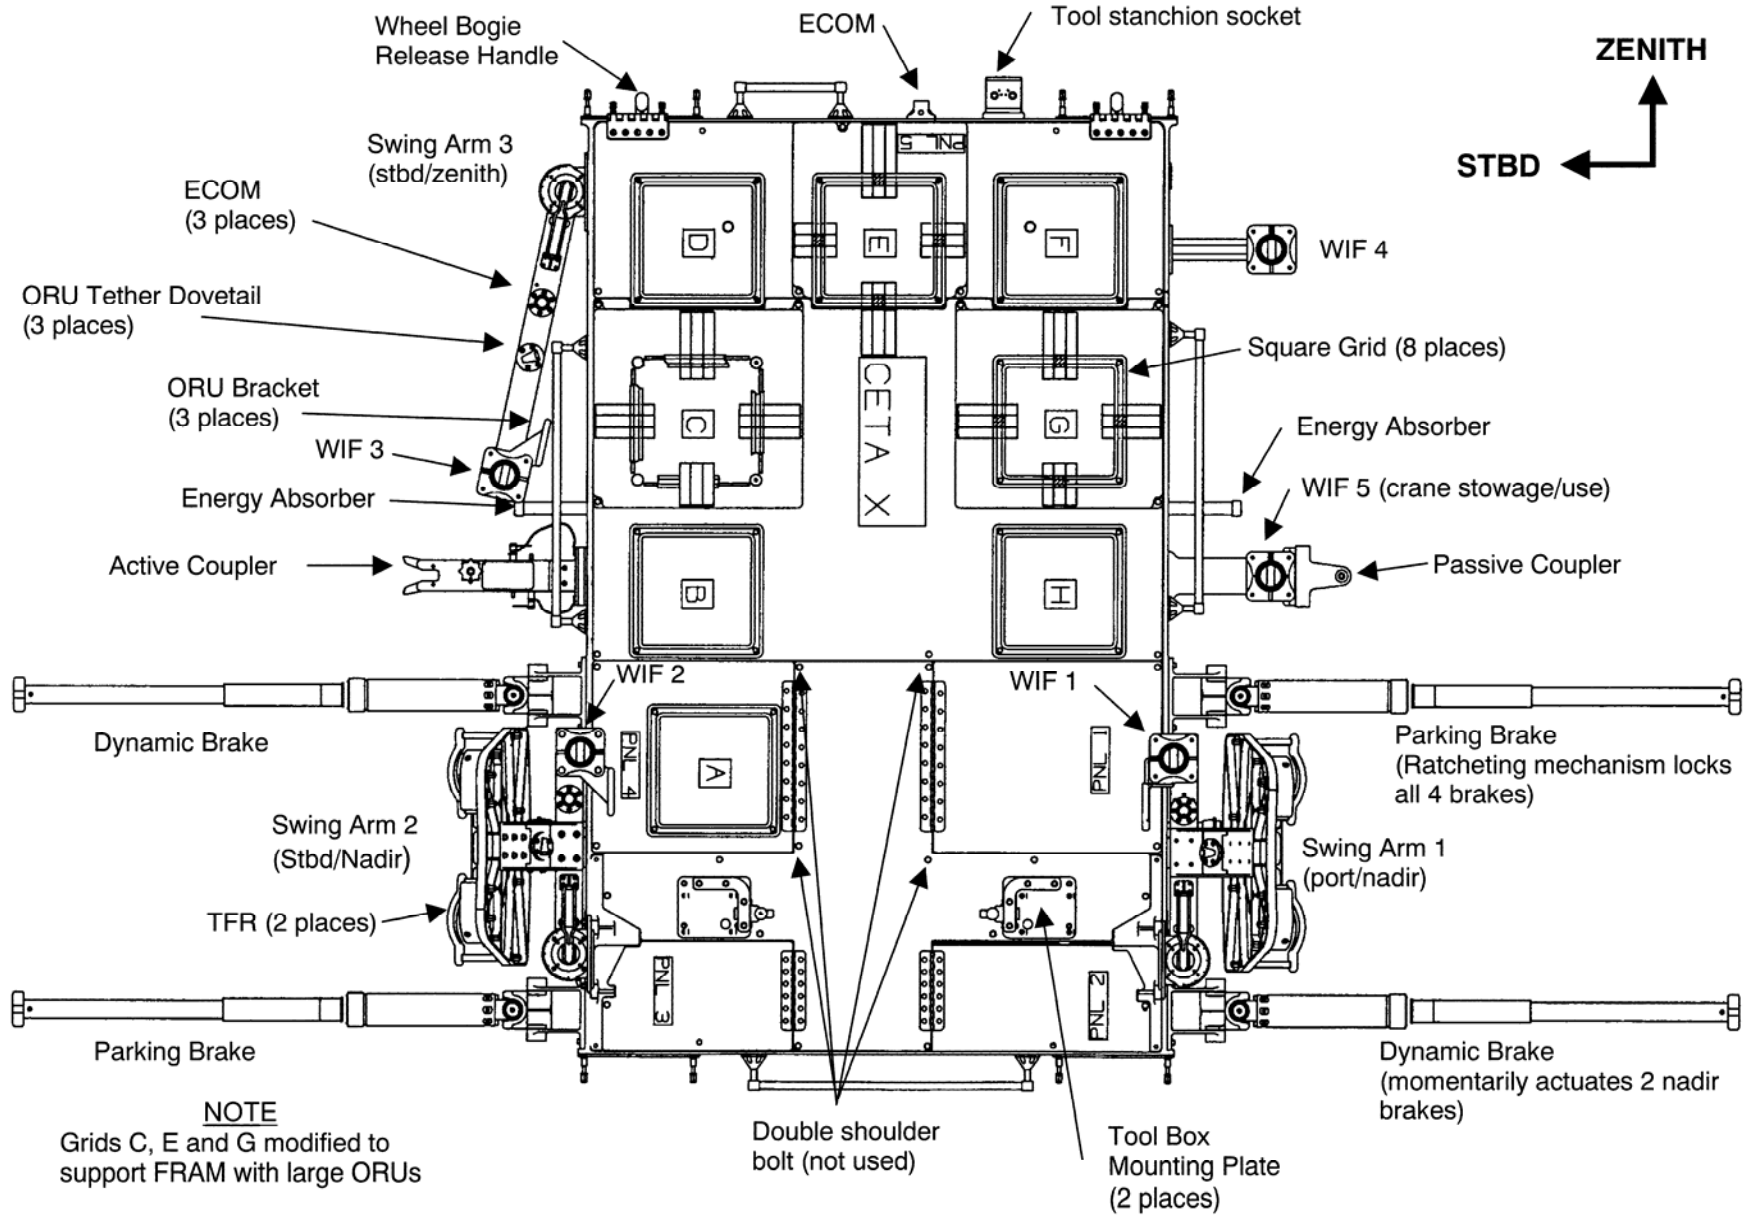 Wheel Bogie
Release Handle
ECOM
Tool stanchion socket
ZENITH
STBD
Swing Arm 3
(stbd/zenith)
ECOM
(3 places)
ORU Tether Dovetail
(3 places)
ORU Bracket
(3 places)
WIF 3
Energy Absorber
Active Coupler
PNL 5
D
E
F
WIF 4
Square Grid (8 places)
C
CETA X
G
Energy Absorber
WIF 5 (crane stowage/use)
Passive Coupler
B
H
WIF 2
WIF 1
Dynamic Brake
Parking Brake
(Ratcheting mechanism locks
all 4 brakes)
PNL 4
A
PNL 1
Swing Arm 2
(Stbd/Nadir)
Swing Arm 1
(port/nadir)
TFR (2 places)
PNL 3
PNL 2
Parking Brake
Dynamic Brake
(momentarily actuates 2 nadir
brakes)
NOTE
Grids C, E and G modified to
support FRAM with large ORUs
Double shoulder
bolt (not used)
Tool Box
Mounting Plate
(2 places)